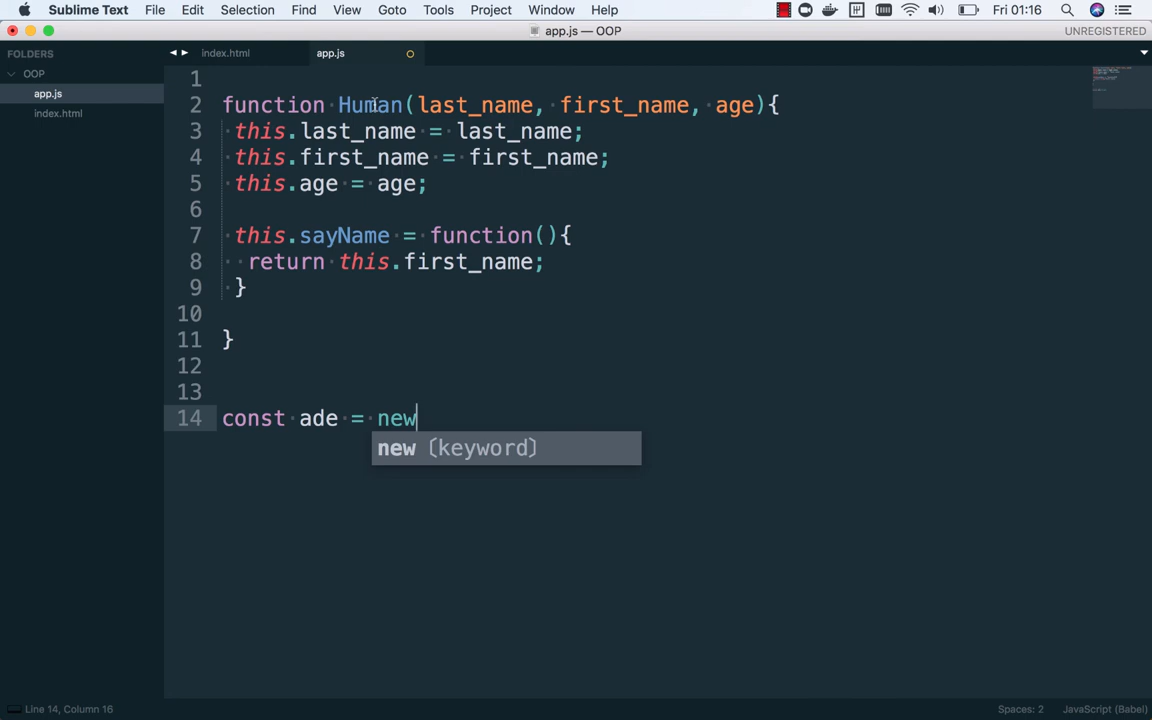 Sublime Text File Edit Selection Find View Goto Tools Project Window Help Fri 01:16
app.js — OOP UNREGISTERED
FOLDERS
OOP
app.js
index.html
index.html app.js
1
2 function Human(last_name, first_name, age){
3 this.last_name = last_name;
4 this.first_name = first_name;
5 this.age = age;
6
7 this.sayName = function(){
8 return this.first_name;
9 }
10
11 }
12
13
14 const ade = new
new 〔keyword〕
Line 14, Column 16 Spaces: 2 JavaScript (Babel)